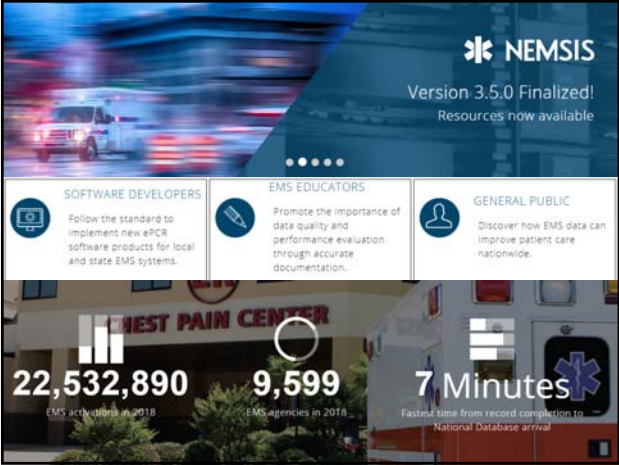 NEMSIS
Version 3.5.0 Finalized!
Resources now available
SOFTWARE DEVELOPERS
Follow the standard to
implement new ePCR
software products for local
and state EMS systems.
EMS EDUCATORS
Promote the importance of
data quality and
performance evaluation
through accurate
documentation.
GENERAL PUBLIC
Discover how EMS data can
improve patient care
nationwide.
CHEST PAIN CENTER
22,532,890
EMS activations in 2018
9,599
EMS agencies in 2018
7 Minutes
Fastest time from record completion to
National Database arrival